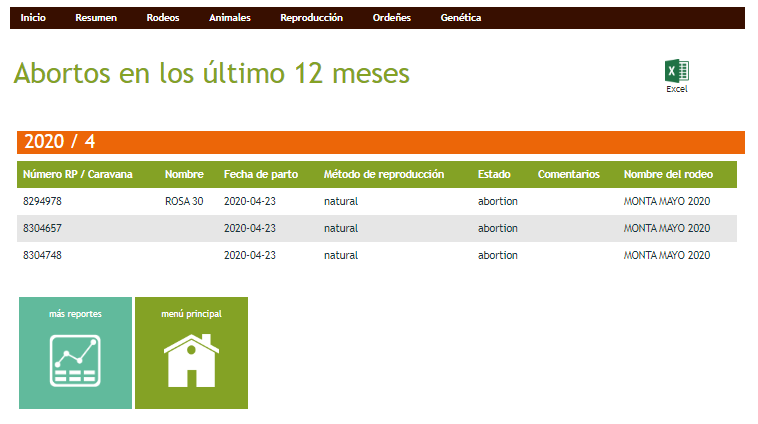 Inicio Resumen Rodeos Animales Reproducción Ordeñes Genética
Abortos en los último 12 meses
Excel
2020 / 4
Número RP / Caravana Nombre Fecha de parto Método de reproducción Estado Comentarios Nombre del rodeo
8294978 ROSA 30 2020-04-23 natural abortion MONTA MAYO 2020
8304657 2020-04-23 natural abortion MONTA MAYO 2020
8304748 2020-04-23 natural abortion MONTA MAYO 2020
más reportes menú principal